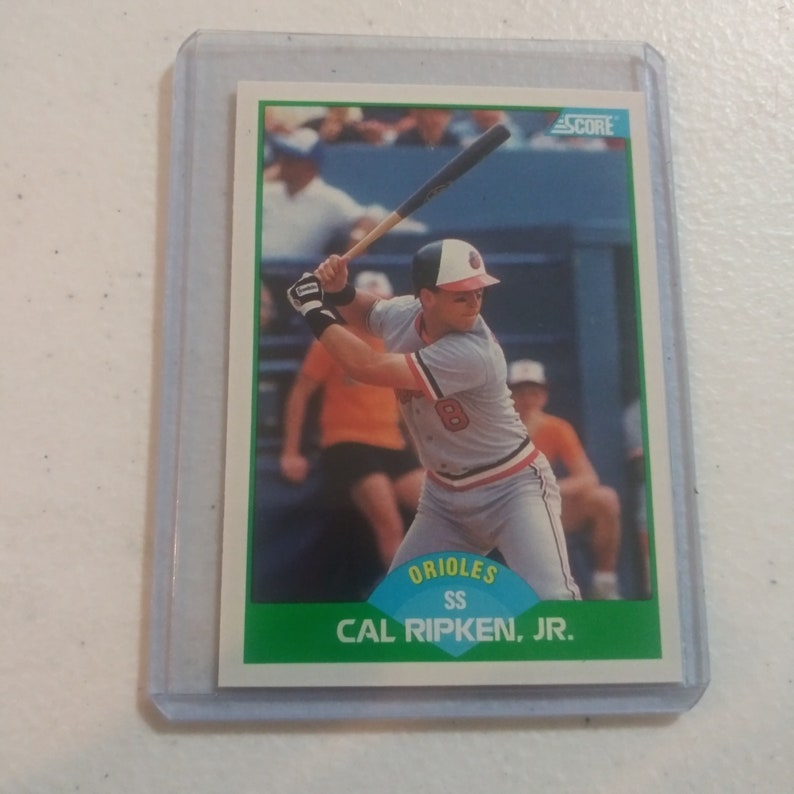 SCORE
8
ORIOLES
SS
CAL RIPKEN, JR.